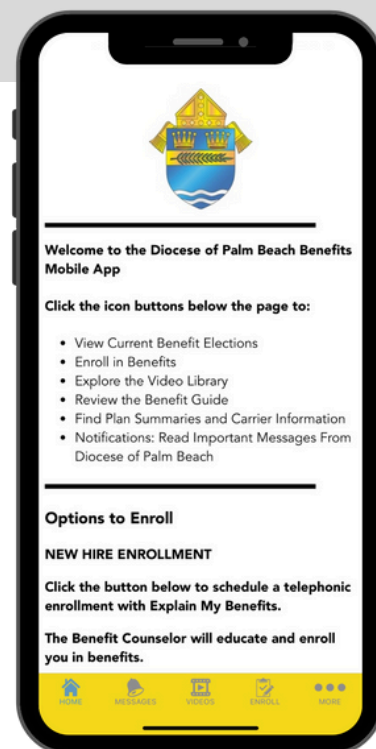 Welcome to the Diocese of Palm Beach Benefits
Mobile App
Click the icon buttons below the page to:
• View Current Benefit Elections
• Enroll in Benefits
• Explore the Video Library
• Review the Benefit Guide
• Find Plan Summaries and Carrier Information
• Notifications: Read Important Messages From
Diocese of Palm Beach
Options to Enroll
NEW HIRE ENROLLMENT
Click the button below to schedule a telephonic
enrollment with Explain My Benefits.
The Benefit Counselor will educate and enroll
you in benefits.
HOME MESSAGES VIDEOS ENROLL MORE